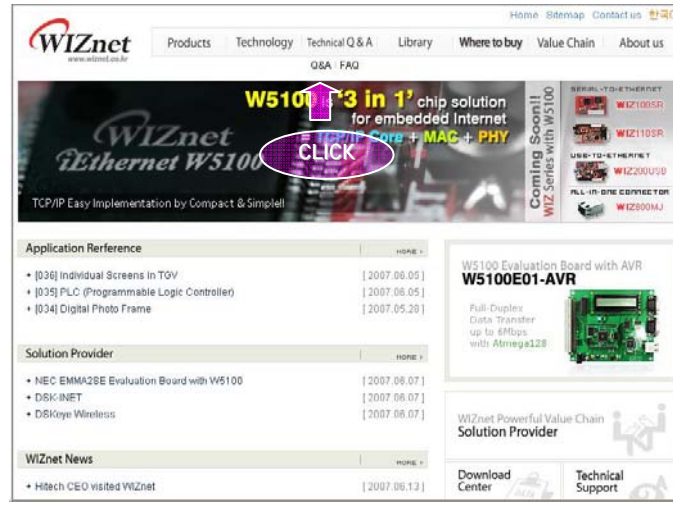 Home Sitemap Contact us 한국
WIZnet
www.wiznet.co.kr
Products Technology Technical Q & A Library Where to buy Value Chain About us
Q&A FAQ
W5100 is '3 in 1' chip solution
for embedded Internet
TCP/IP Core + MAC + PHY
CLICK
WIZnet
iEthernet W5100
TCP/IP Easy Implementation by Compact & Simple!!
Coming Soon!!
WIZ Series with W5100
SERIAL-TO-ETHERNET
WIZ100SR
WIZ110SR
USB-TO-ETHERNET
WIZ200USB
ALL-IN-ONE CONNECTOR
WIZ800MJ
Application Rerference
MORE
• [036] Individual Screens in TGV [2007.06.05]
• [035] PLC (Programmable Logic Controller) [2007.06.05]
• [034] Digital Photo Frame [2007.05.28]
Solution Provider
MORE
• NEC EMMA2SE Evaluation Board with W5100 [2007.06.07]
• DSK-INET [2007.06.07]
• DSKeye Wireless [2007.06.07]
WIZnet News
MORE
• Hitech CEO visited WIZnet [2007.06.13]
W5100 Evaluation Board with AVR
W5100E01-AVR
Full-Duplex
Data Transfer
up to 6Mbps
with Atmega128
WIZnet Powerful Value Chain
Solution Provider
Download
Center
Technical
Support